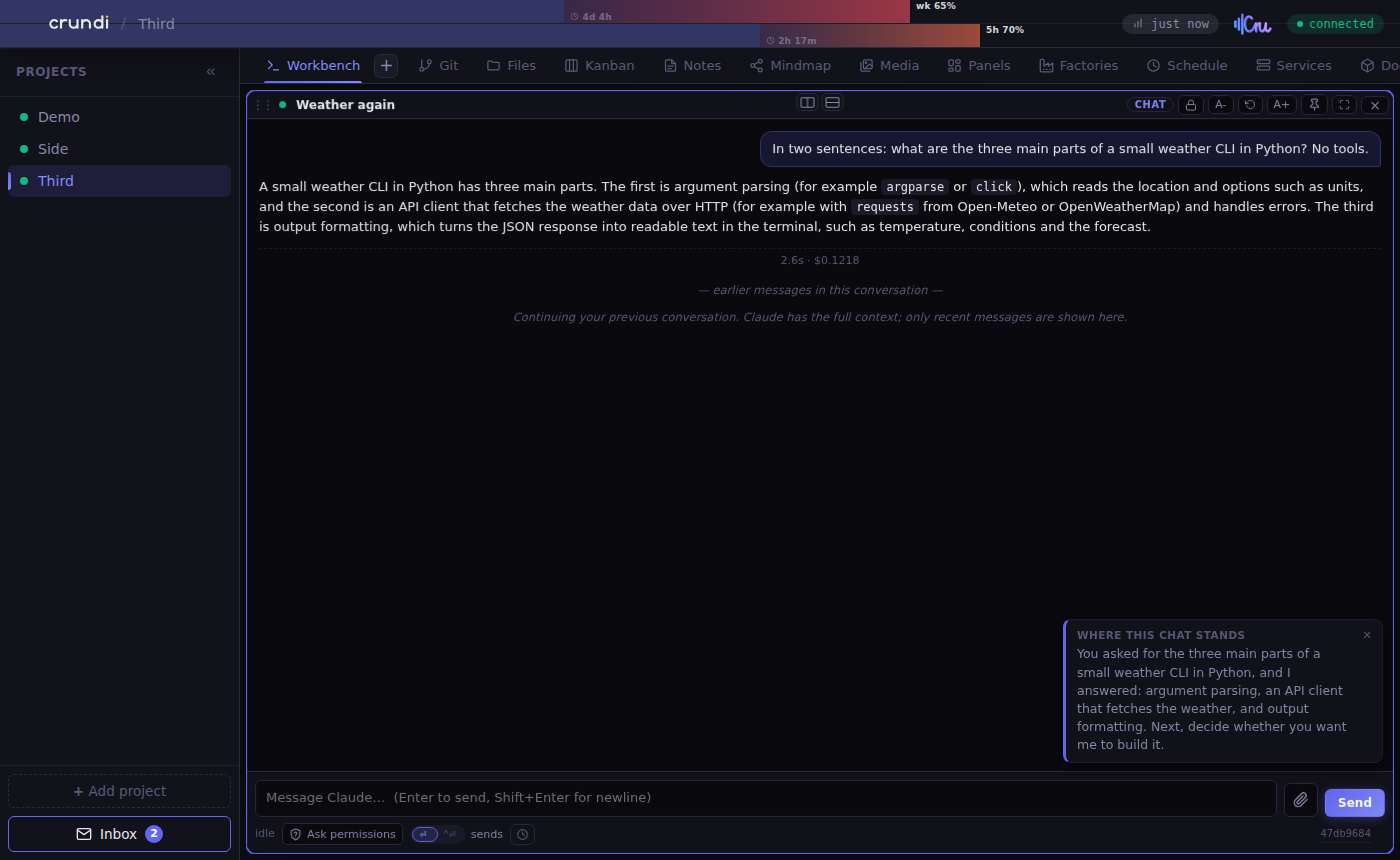 crundi / Third
4d 4h
wk 65%
2h 17m
5h 70%
just now
Cru
connected
PROJECTS «
Workbench + Git Files Kanban Notes Mindmap Media Panels Factories Schedule Services Do
Demo
Side
Third
Weather again
CHAT A- A+
In two sentences: what are the three main parts of a small weather CLI in Python? No tools.
A small weather CLI in Python has three main parts. The first is argument parsing (for example argparse or click), which reads the location and options such as units,
and the second is an API client that fetches the weather data over HTTP (for example with requests from Open-Meteo or OpenWeatherMap) and handles errors. The third
is output formatting, which turns the JSON response into readable text in the terminal, such as temperature, conditions and the forecast.
2.6s · $0.1218
— earlier messages in this conversation —
Continuing your previous conversation. Claude has the full context; only recent messages are shown here.
WHERE THIS CHAT STANDS ×
You asked for the three main parts of a
small weather CLI in Python, and I
answered: argument parsing, an API client
that fetches the weather, and output
formatting. Next, decide whether you want
me to build it.
+ Add project
Inbox 2
Message Claude… (Enter to send, Shift+Enter for newline)
Send
idle Ask permissions ⏎ ^⏎ sends
47db9684